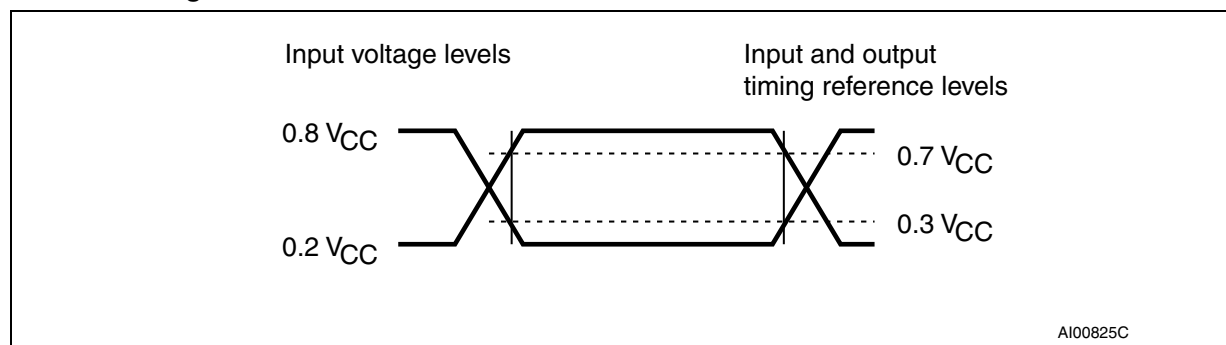 Input voltage levels
Input and output
timing reference levels
0.8 VCC
0.7 VCC
0.3 VCC
0.2 VCC
AI00825C